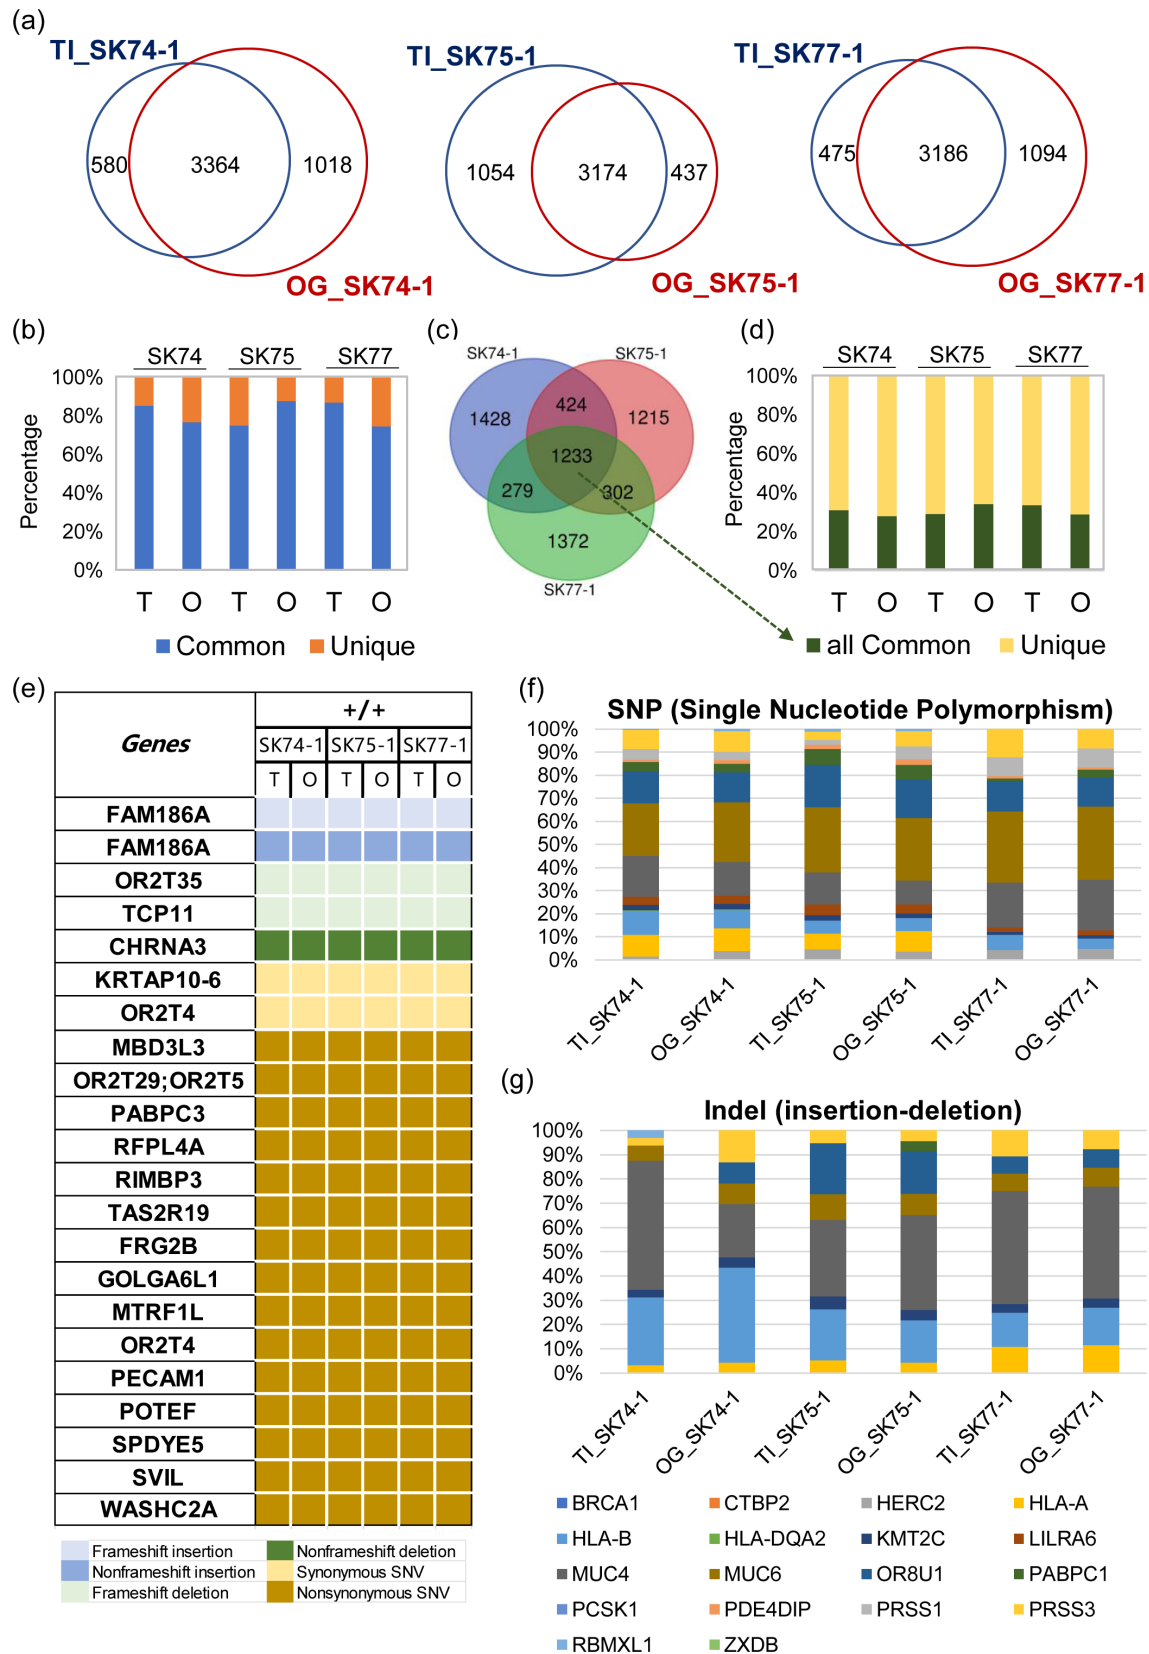 (a)
TI_SK74-1
TI_SK75-1
TI_SK77-1
580
3364
1018
1054
3174
437
475
3186
1094
OG_SK74-1
OG_SK75-1
OG_SK77-1
(b)
SK74 SK75 SK77
100%
80%
60%
40%
20%
0%
Percentage
T O T O T O
Common Unique
(c)
SK74-1
SK75-1
1428
424
1215
1233
279
302
1372
SK77-1
(d)
SK74 SK75 SK77
100%
80%
60%
40%
20%
0%
Percentage
T O T O T O
all Common Unique
(e)
Genes
+/+
SK74-1 SK75-1 SK77-1
T O T O T O
FAM186A
FAM186A
OR2T35
TCP11
CHRNA3
KRTAP10-6
OR2T4
MBD3L3
OR2T29;OR2T5
PABPC3
RFPL4A
RIMBP3
TAS2R19
FRG2B
GOLGA6L1
MTRF1L
OR2T4
PECAM1
POTEF
SPDYE5
SVIL
WASHC2A
Frameshift insertion Nonframeshift deletion
Nonframeshift insertion Synonymous SNV
Frameshift deletion Nonsynonymous SNV
(f)
SNP (Single Nucleotide Polymorphism)
100%
90%
80%
70%
60%
50%
40%
30%
20%
10%
0%
TI_SK74-1
OG_SK74-1
TI_SK75-1
OG_SK75-1
TI_SK77-1
OG_SK77-1
(g)
Indel (insertion-deletion)
100%
90%
80%
70%
60%
50%
40%
30%
20%
10%
0%
TI_SK74-1
OG_SK74-1
TI_SK75-1
OG_SK75-1
TI_SK77-1
OG_SK77-1
BRCA1 CTBP2 HERC2 HLA-A
HLA-B HLA-DQA2 KMT2C LILRA6
MUC4 MUC6 OR8U1 PABPC1
PCSK1 PDE4DIP PRSS1 PRSS3
RBMXL1 ZXDB